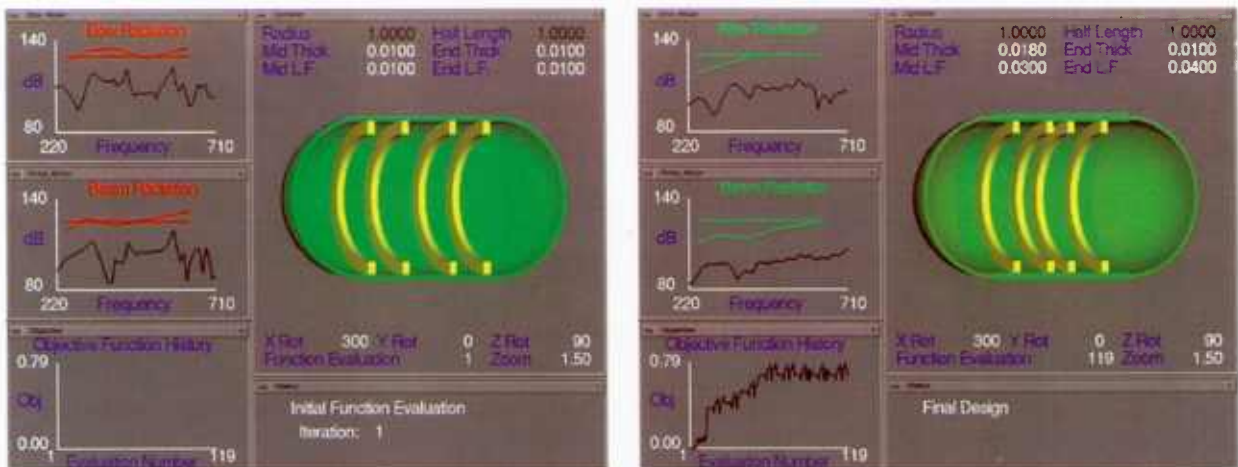 Bow Radiation
140
dB
80
220 Frequency 710
Beam Radiation
140
dB
80
220 Frequency 710
Objective Function History
0.79
Obj
0.00
1 Evaluation Number 119
Radius 1.0000 Half Length 1.0000
Mid Thick 0.0100 End Thick 0.0100
Mid L.F. 0.0100 End L.F. 0.0100
X Rot 300 Y Rot 0 Z Rot 90
Function Evaluation 1 Zoom 1.50
Initial Function Evaluation
Iteration: 1
Bow Radiation
140
dB
80
220 Frequency 710
Beam Radiation
140
dB
80
220 Frequency 710
Objective Function History
0.79
Obj
0.00
1 Evaluation Number 119
Radius 1.0000 Half Length 1.0000
Mid Thick 0.0180 End Thick 0.0100
Mid L.F. 0.0300 End L.F. 0.0400
X Rot 300 Y Rot 0 Z Rot 90
Function Evaluation 119 Zoom 1.50
Final Design